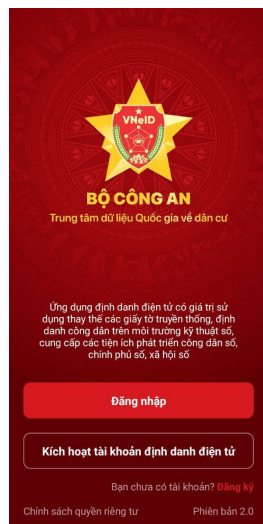 VNeID
BỘ CÔNG AN
Trung tâm dữ liệu Quốc gia về dân cư
Ứng dụng định danh điện tử có giá trị sử
dụng thay thế các giấy tờ truyền thống, định
danh công dân trên môi trường kỹ thuật số,
cung cấp các tiện ích phát triển công dân số,
chính phủ số, xã hội số
Đăng nhập
Kích hoạt tài khoản định danh điện tử
Bạn chưa có tài khoản? Đăng ký
Chính sách quyền riêng tư Phiên bản 2.0